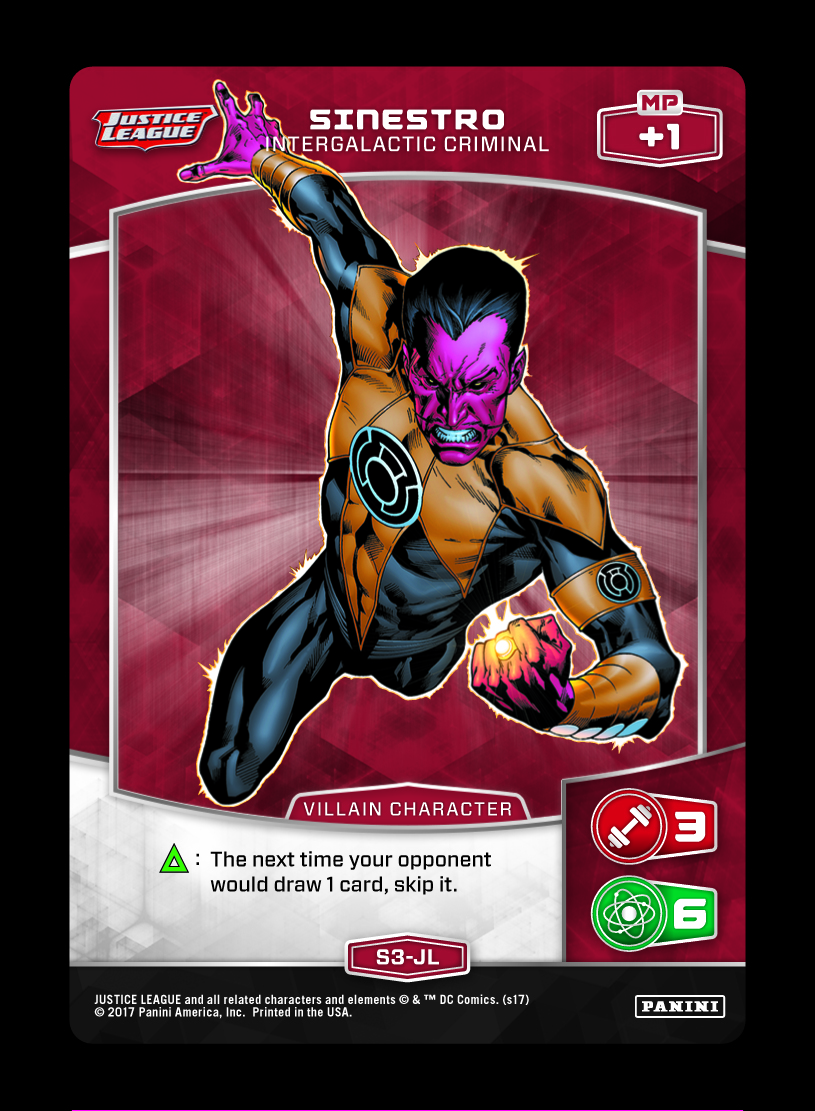 JUSTICE
LEAGUE
SINESTRO
INTERGALACTIC CRIMINAL
MP
+1
VILLAIN CHARACTER
: The next time your opponent
would draw 1 card, skip it.
3
6
S3-JL
JUSTICE LEAGUE and all related characters and elements © & ™ DC Comics. (s17)
© 2017 Panini America, Inc. Printed in the USA.
PANINI